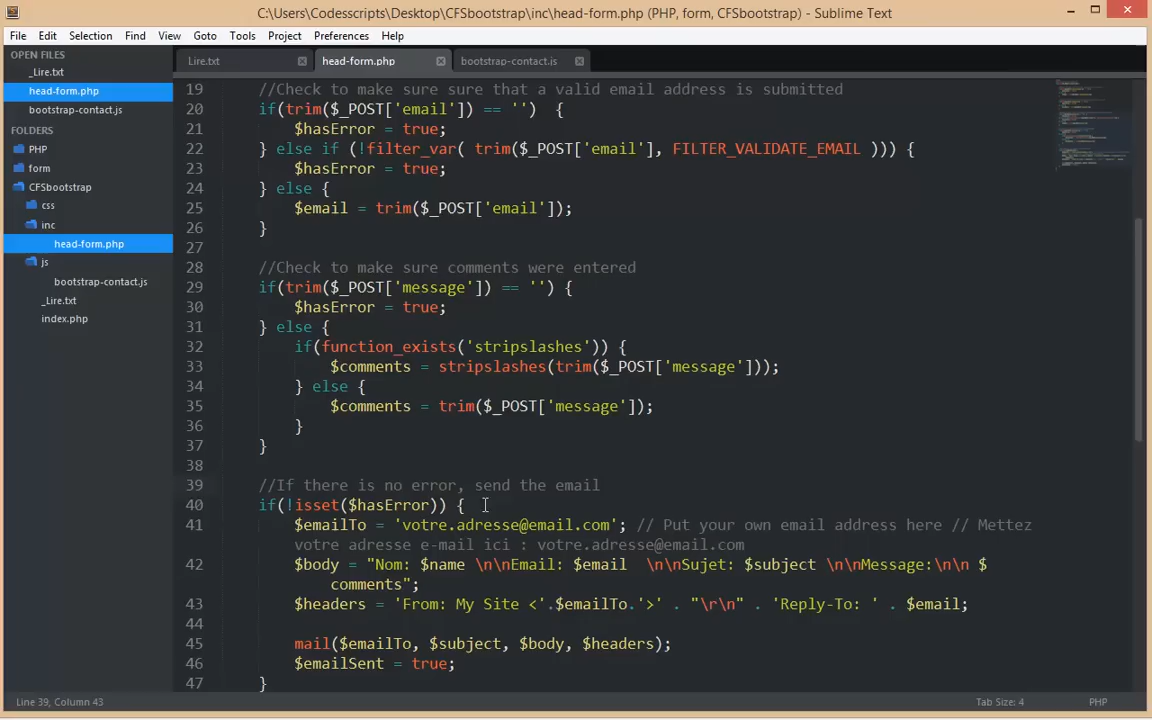 C:\Users\Codesscripts\Desktop\CFSbootstrap\inc\head-form.php (PHP, form, CFSbootstrap) - Sublime Text
File Edit Selection Find View Goto Tools Project Preferences Help
OPEN FILES
_Lire.txt
head-form.php
bootstrap-contact.js
FOLDERS
PHP
form
CFSbootstrap
css
inc
head-form.php
js
bootstrap-contact.js
_Lire.txt
index.php
Lire.txt head-form.php bootstrap-contact.js
19 //Check to make sure sure that a valid email address is submitted
20 if(trim($_POST['email']) == '')  {
21 $hasError = true;
22 } else if (!filter_var( trim($_POST['email'], FILTER_VALIDATE_EMAIL ))) {
23 $hasError = true;
24 } else {
25 $email = trim($_POST['email']);
26 }
27
28 //Check to make sure comments were entered
29 if(trim($_POST['message']) == '') {
30 $hasError = true;
31 } else {
32 if(function_exists('stripslashes')) {
33 $comments = stripslashes(trim($_POST['message']));
34 } else {
35 $comments = trim($_POST['message']);
36 }
37 }
38
39 //If there is no error, send the email
40 if(!isset($hasError)) {
41 $emailTo = 'votre.adresse@email.com'; // Put your own email address here // Mettez
votre adresse e-mail ici : votre.adresse@email.com
42 $body = "Nom: $name \n\nEmail: $email  \n\nSujet: $subject \n\nMessage:\n\n $
comments";
43 $headers = 'From: My Site <'.$emailTo.'>' . "\r\n" . 'Reply-To: ' . $email;
44
45 mail($emailTo, $subject, $body, $headers);
46 $emailSent = true;
47 }
Line 39, Column 43 Tab Size: 4 PHP